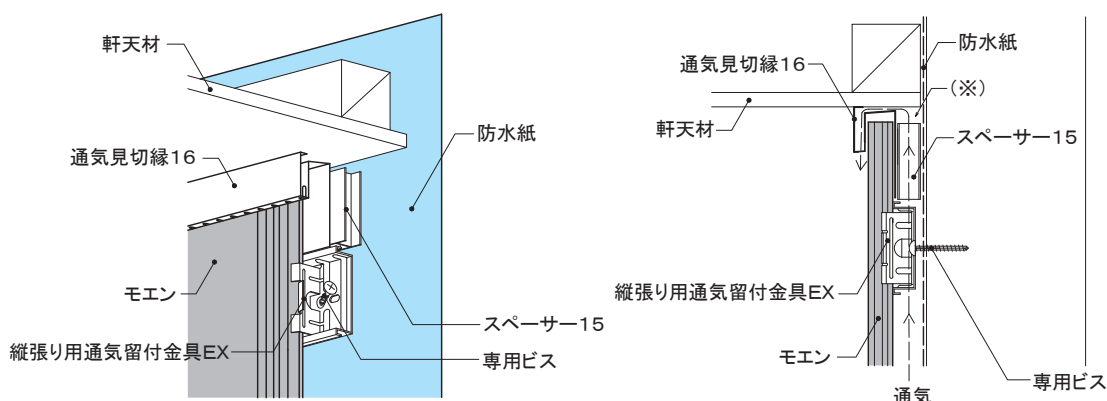 軒天材
防水紙
通気見切縁16
モエン
スペーサー15
縦張り用通気留付金具EX
専用ビス
防水紙
通気見切縁16
(※)
軒天材
スペーサー15
縦張り用通気留付金具EX
モエン
専用ビス
通気